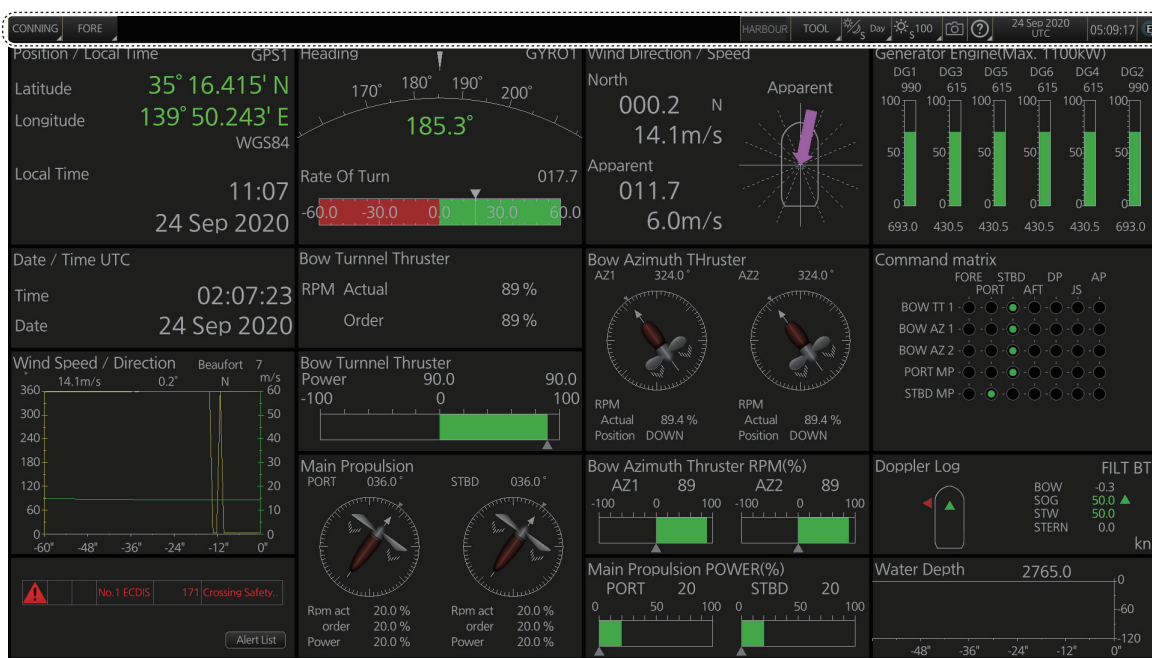 CONNING FORE HARBOUR TOOL S Day S 100 ? 24 Sep 2020 UTC 05:09:17 E
Position / Local Time GPS1
Latitude 35° 16.415' N
Longitude 139° 50.243' E
WGS84
Local Time
11:07
24 Sep 2020
Heading GYRO1
170° 180° 190° 200°
185.3°
Rate Of Turn 017.7
-60.0 -30.0 0.0 30.0 60.0
Wind Direction / Speed
North
000.2 N
14.1m/s
Apparent
Apparent
011.7
6.0m/s
Generator Engine(Max. 1100kW)
DG1 DG3 DG5 DG6 DG4 DG2
990 615 615 615 615 990
100 100 100 100 100 100
50 50 50 50 50 50
0 0 0 0 0 0
693.0 430.5 430.5 430.5 430.5 693.0
Date / Time UTC
Time 02:07:23
Date 24 Sep 2020
Bow Turnnel Thruster
RPM Actual 89 %
Order 89 %
Bow Azimuth THruster
AZ1 324.0° AZ2 324.0°
RPM RPM
Actual 89.4 % Actual 89.4 %
Position DOWN Position DOWN
Command matrix
FORE STBD DP AP
PORT AFT JS
BOW TT 1
BOW AZ 1
BOW AZ 2
PORT MP
STBD MP
Wind Speed / Direction Beaufort 7
° 14.1m/s 0.2° N m/s
360 60
300 50
240 40
180 30
120 20
60 10
0 0
-60" -48" -36" -24" -12" 0"
Bow Turnnel Thruster
Power 90.0 90.0
-100 0 100
Main Propulsion
PORT 036.0° STBD 036.0°
Rpm act 20.0 % Rpm act 20.0 %
order 20.0 % order 20.0 %
Power 20.0 % Power 20.0 %
Bow Azimuth Thruster RPM(%)
AZ1 89 AZ2 89
-100 0 100 -100 0 100
Main Propulsion POWER(%)
PORT 20 STBD 20
0 50 100 0 50 100
Doppler Log FILT BT
BOW -0.3
SOG 50.0
STW 50.0
STERN 0.0
kn
Water Depth 2765.0
0
-60
-120
-48" -36" -24" -12" 0"
No.1 ECDIS 171 Crossing Safety..
Alert List